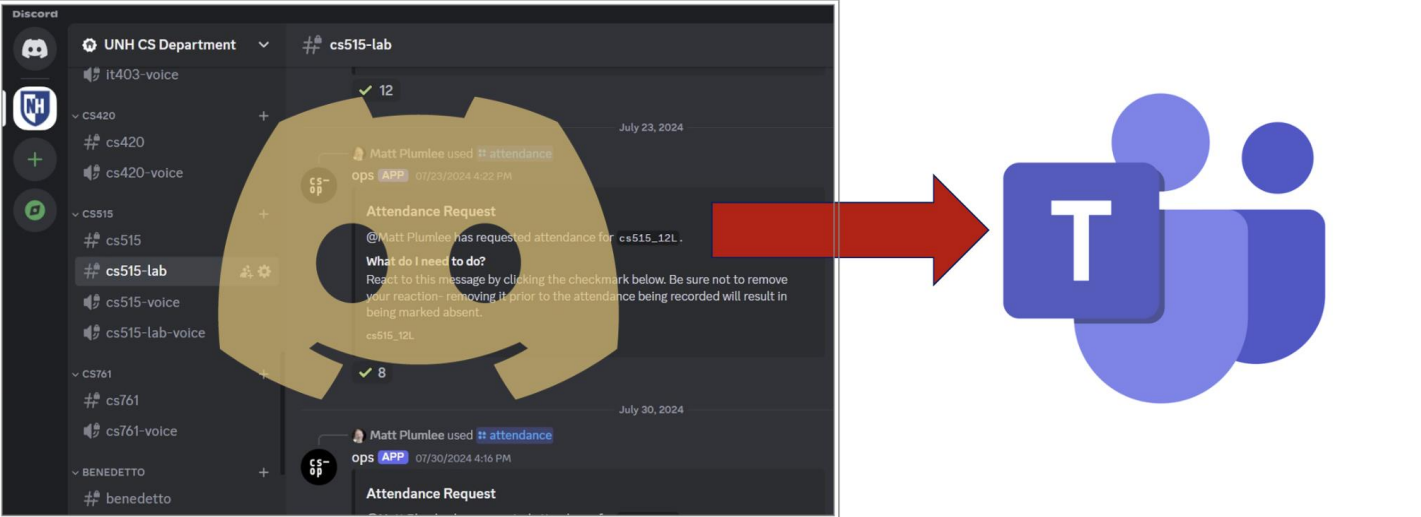 Discord
UNH CS Department
it403-voice
CS420
cs420
cs420-voice
CS515
cs515
cs515-lab
cs515-voice
cs515-lab-voice
CS761
cs761
cs761-voice
BENEDETTO
benedetto
NH
cs515-lab
12
July 23, 2024
Matt Plumlee used attendance
cs-
op
ops APP 07/23/2024 4:22 PM
Attendance Request
@Matt Plumlee has requested attendance for cs515_12L.
What do I need to do?
React to this message by clicking the checkmark below. Be sure not to remove
your reaction- removing it prior to the attendance being recorded will result in
being marked absent.
cs515_12L
8
July 30, 2024
Matt Plumlee used attendance
cs-
op
ops APP 07/30/2024 4:16 PM
Attendance Request
T